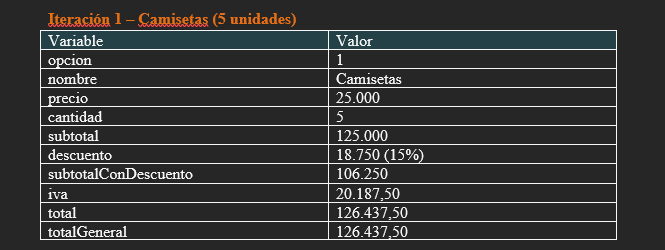 Iteración 1 – Camisetas (5 unidades)
Variable Valor
opcion 1
nombre Camisetas
precio 25.000
cantidad 5
subtotal 125.000
descuento 18.750 (15%)
subtotalConDescuento 106.250
iva 20.187,50
total 126.437,50
totalGeneral 126.437,50